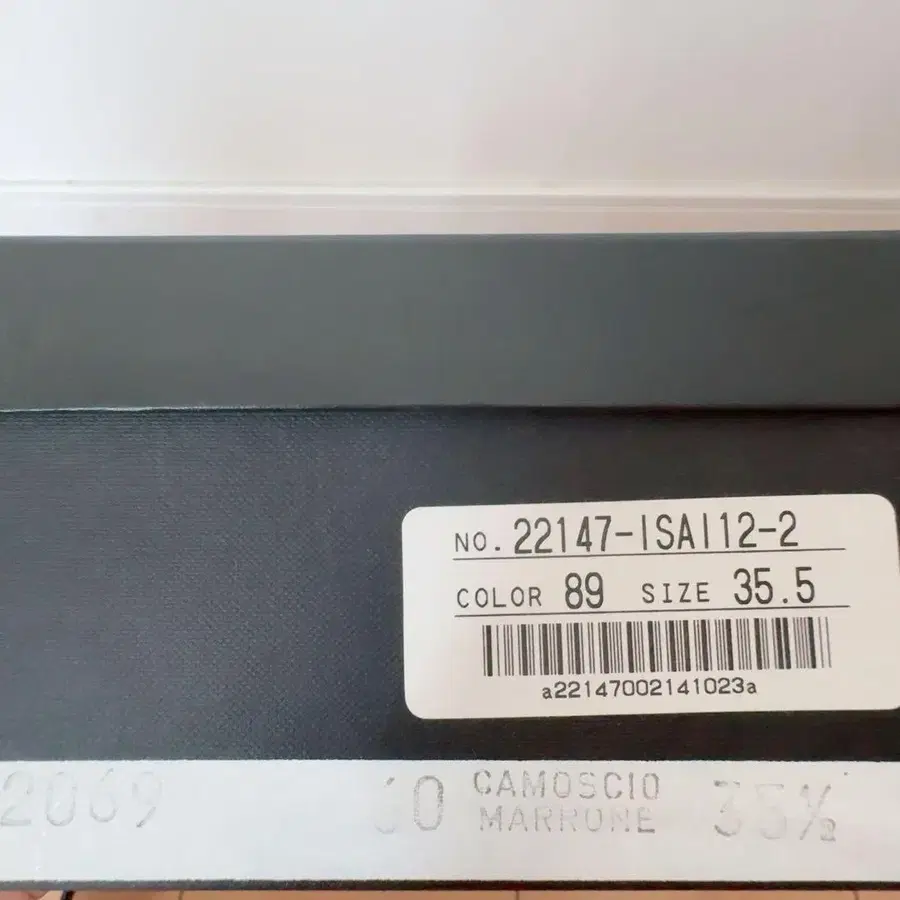 NO. 22147-ISA112-2
COLOR 89 SIZE 35.5
a22147002141023a
2069 CAMOSCIO 35½
MARRONE